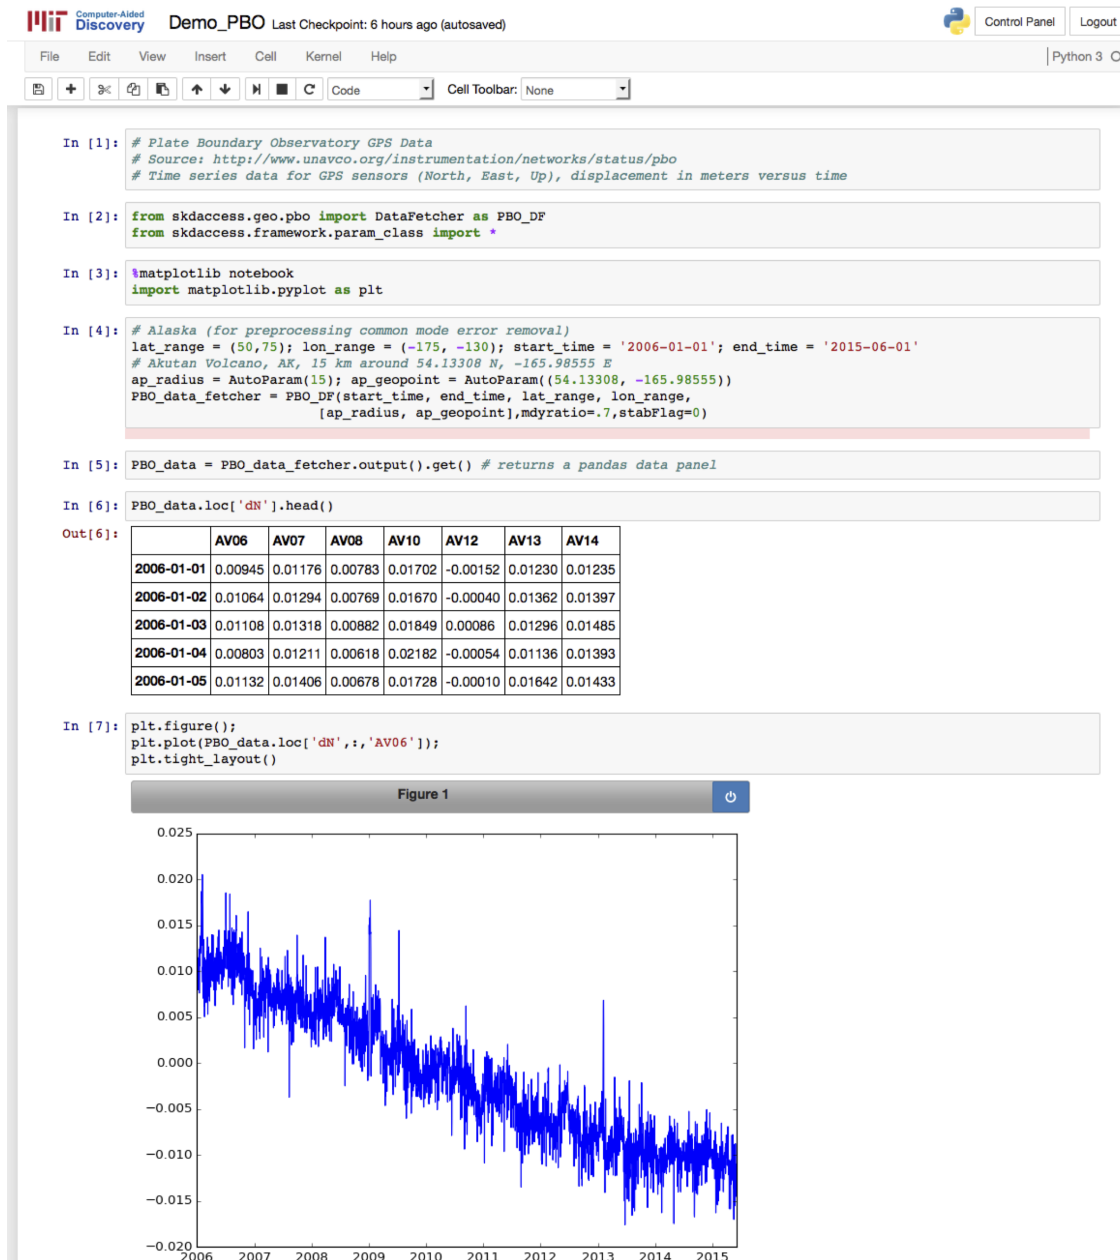 MIT Computer-Aided Discovery Demo_PBO Last Checkpoint: 6 hours ago (autosaved) Control Panel Logout
File Edit View Insert Cell Kernel Help Python 3
Code Cell Toolbar: None
In [1]: # Plate Boundary Observatory GPS Data
# Source: http://www.unavco.org/instrumentation/networks/status/pbo
# Time series data for GPS sensors (North, East, Up), displacement in meters versus time
In [2]: from skdaccess.geo.pbo import DataFetcher as PBO_DF
from skdaccess.framework.param_class import *
In [3]: %matplotlib notebook
import matplotlib.pyplot as plt
In [4]: # Alaska (for preprocessing common mode error removal)
lat_range = (50,75); lon_range = (-175, -130); start_time = '2006-01-01'; end_time = '2015-06-01'
# Akutan Volcano, AK, 15 km around 54.13308 N, -165.98555 E
ap_radius = AutoParam(15); ap_geopoint = AutoParam((54.13308, -165.98555))
PBO_data_fetcher = PBO_DF(start_time, end_time, lat_range, lon_range,
[ap_radius, ap_geopoint],mdyratio=.7,stabFlag=0)
In [5]: PBO_data = PBO_data_fetcher.output().get() # returns a pandas data panel
In [6]: PBO_data.loc['dN'].head()
Out[6]:
AV06 AV07 AV08 AV10 AV12 AV13 AV14
2006-01-01 0.00945 0.01176 0.00783 0.01702 -0.00152 0.01230 0.01235
2006-01-02 0.01064 0.01294 0.00769 0.01670 -0.00040 0.01362 0.01397
2006-01-03 0.01108 0.01318 0.00882 0.01849 0.00086 0.01296 0.01485
2006-01-04 0.00803 0.01211 0.00618 0.02182 -0.00054 0.01136 0.01393
2006-01-05 0.01132 0.01406 0.00678 0.01728 -0.00010 0.01642 0.01433
In [7]: plt.figure();
plt.plot(PBO_data.loc['dN',:,'AV06']);
plt.tight_layout()
Figure 1
0.025
0.020
0.015
0.010
0.005
0.000
−0.005
−0.010
−0.015
−0.020
2006 2007 2008 2009 2010 2011 2012 2013 2014 2015